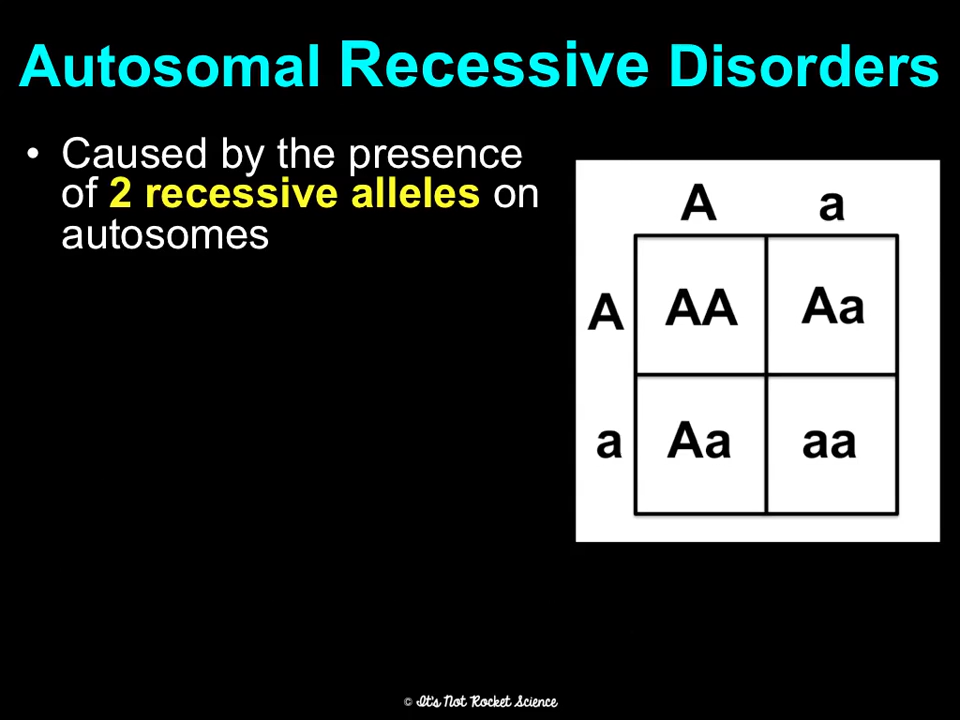 Autosomal Recessive Disorders
• Caused by the presence
of 2 recessive alleles on
autosomes
A a
A AA Aa
a Aa aa
© It's Not Rocket Science